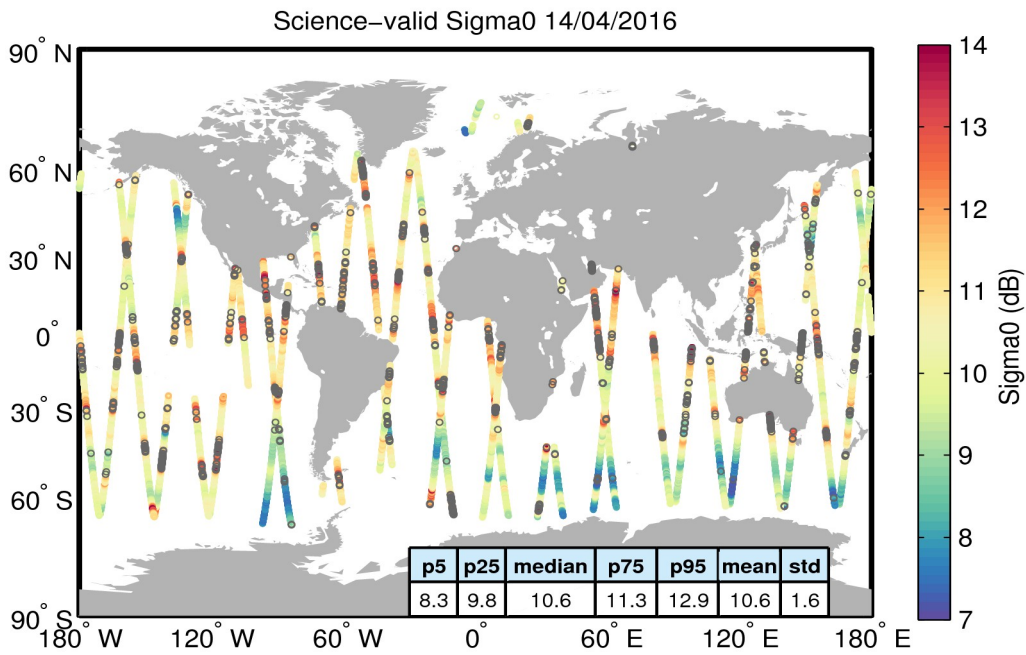 Science−valid Sigma0 14/04/2016
90° N
60° N
30° N
0°
30° S
60° S
90° S
180° W
120° W
60° W
0°
60° E
120° E
180° E
p5 p25 median p75 p95 mean std
8.3 9.8 10.6 11.3 12.9 10.6 1.6
14
13
12
11
10
9
8
7
Sigma0 (dB)